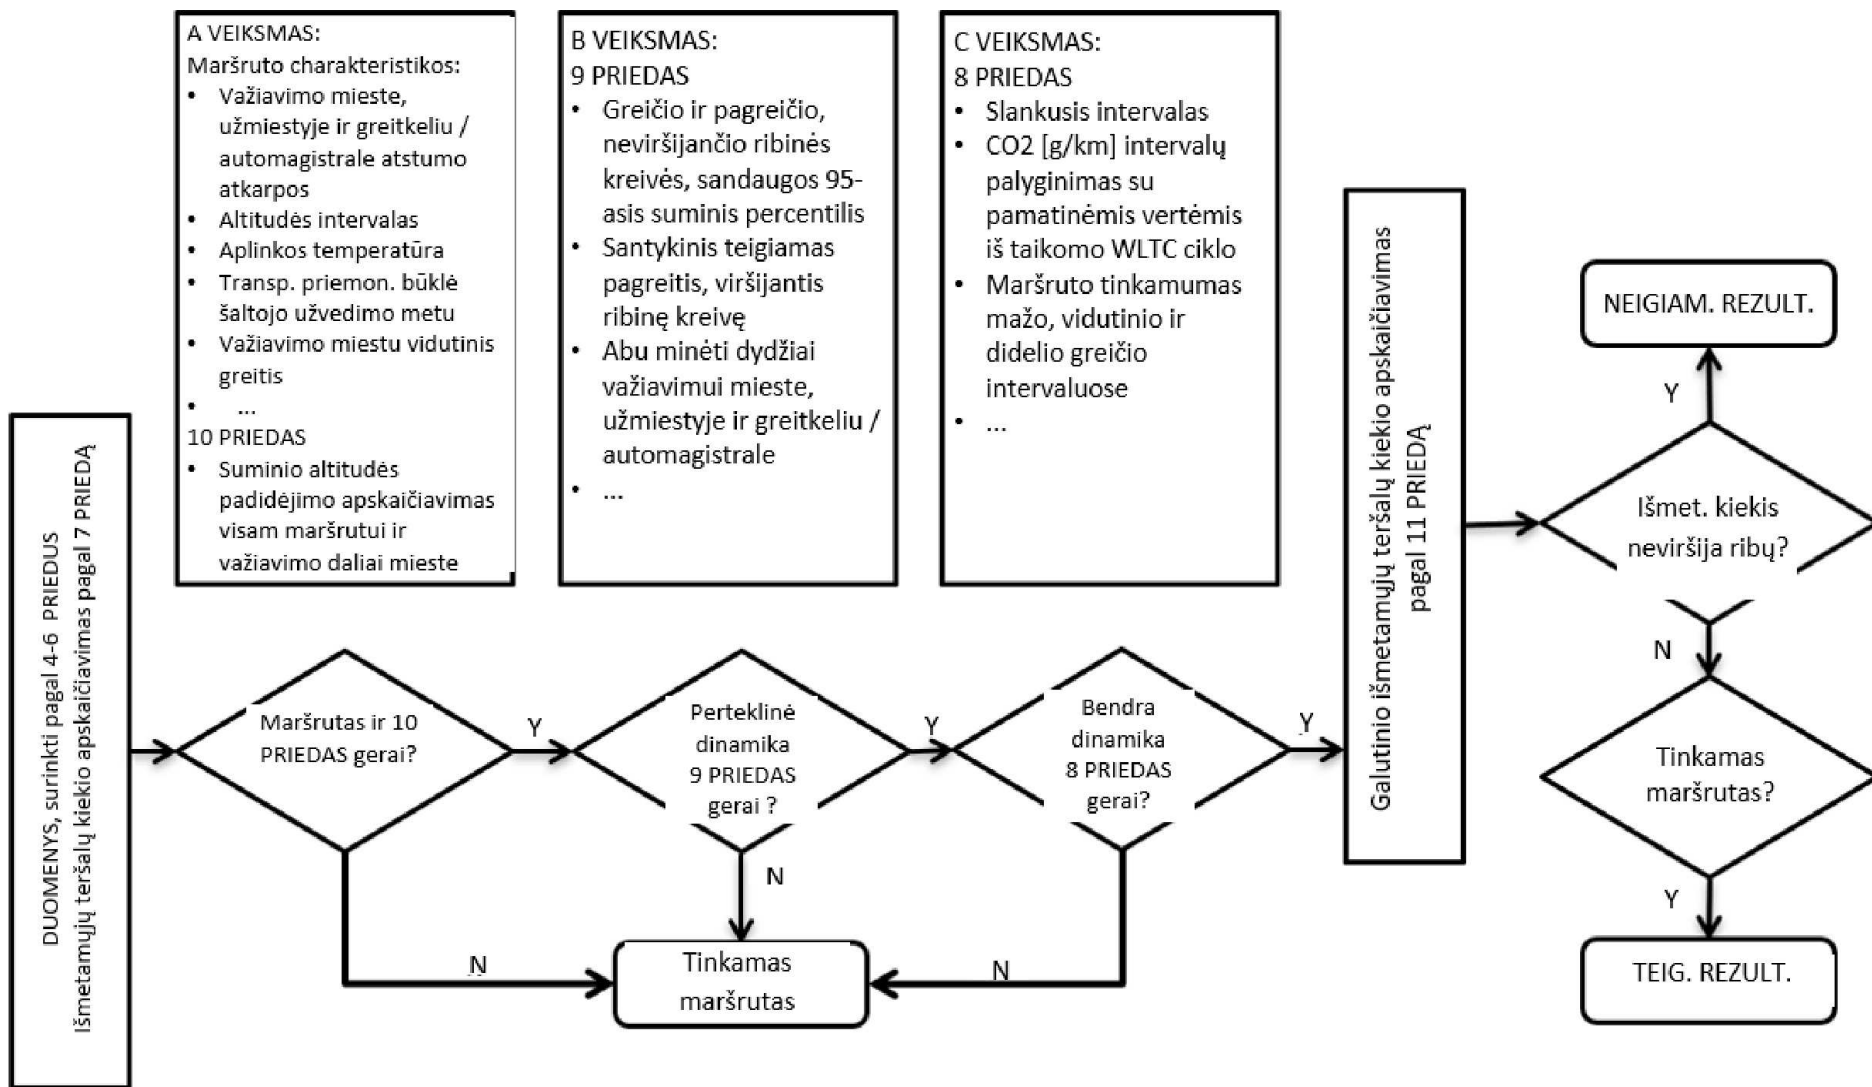 A VEIKSMAS:
Maršruto charakteristikos:
• Važiavimo mieste,
užmiestyje ir greitkeliu /
automagistrale atstumo
atkarpos
• Altitudės intervalas
• Aplinkos temperatūra
• Transp. priemon. būklė
šaltojo užvedimo metu
• Važiavimo miestu vidutinis
greitis
• ...
10 PRIEDAS
• Suminio altitudės
padidėjimo apskaičiavimas
visam maršrutui ir
važiavimo daliai mieste
B VEIKSMAS:
9 PRIEDAS
• Greičio ir pagreičio,
neviršijančio ribinės
kreivės, sandaugos 95-
asis suminis percentilis
• Santykinis teigiamas
pagreitis, viršijantis
ribinę kreivę
• Abu minėti dydžiai
važiavimui mieste,
užmiestyje ir greitkeliu /
automagistrale
• ...
C VEIKSMAS:
8 PRIEDAS
• Slankusis intervalas
• CO2 [g/km] intervalų
palyginimas su
pamatinėmis vertėmis
iš taikomo WLTC ciklo
• Maršruto tinkamumas
mažo, vidutinio ir
didelio greičio
intervaluose
• ...
DUOMENYS, surinkti pagal 4-6 PRIEDUS
Išmetamųjų teršalų kiekio apskaičiavimas pagal 7 PRIEDĄ
Maršrutas ir 10
PRIEDAS gerai?
Y
N
Perteklinė
dinamika
9 PRIEDAS
gerai ?
Y
N
Bendra
dinamika
8 PRIEDAS
gerai?
Y
N
Tinkamas
maršrutas
Galutinio išmetamųjų teršalų kiekio apskaičiavimas
pagal 11 PRIEDĄ
NEIGIAM. REZULT.
Y
Išmet. kiekis
neviršija ribų?
N
Tinkamas
maršrutas?
Y
TEIG. REZULT.